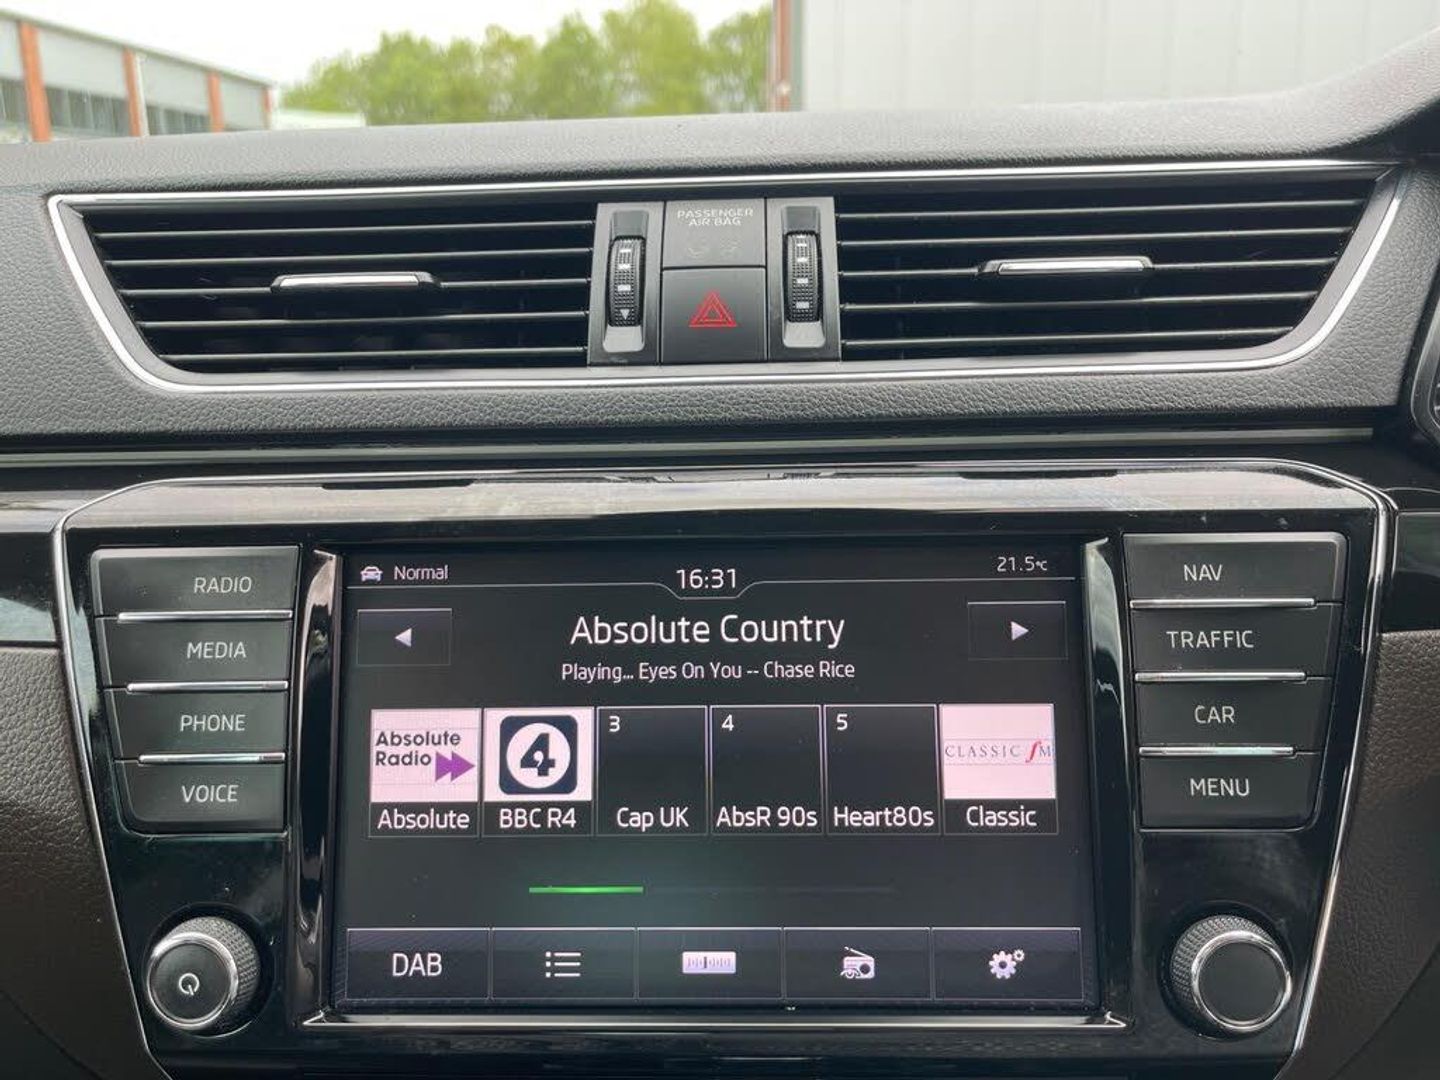 PASSENGER
AIR BAG
RADIO
MEDIA
PHONE
VOICE
Normal
16:31
21.5°C
Absolute Country
Playing... Eyes On You -- Chase Rice
Absolute
Radio
4
3
4
5
CLASSIC fM
Absolute
BBC R4
Cap UK
AbsR 90s
Heart80s
Classic
DAB
NAV
TRAFFIC
CAR
MENU